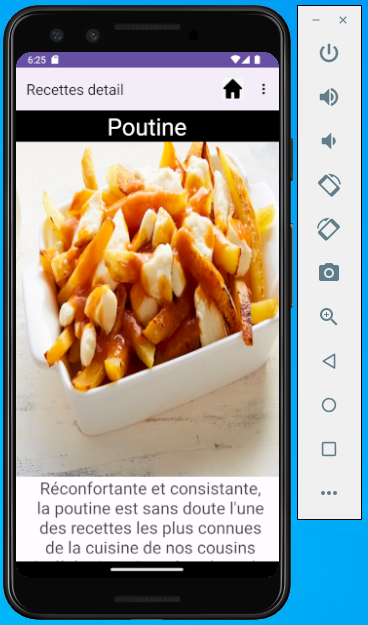 6:25
Recettes detail
Poutine
Réconfortante et consistante,
la poutine est sans doute l'une
des recettes les plus connues
de la cuisine de nos cousins